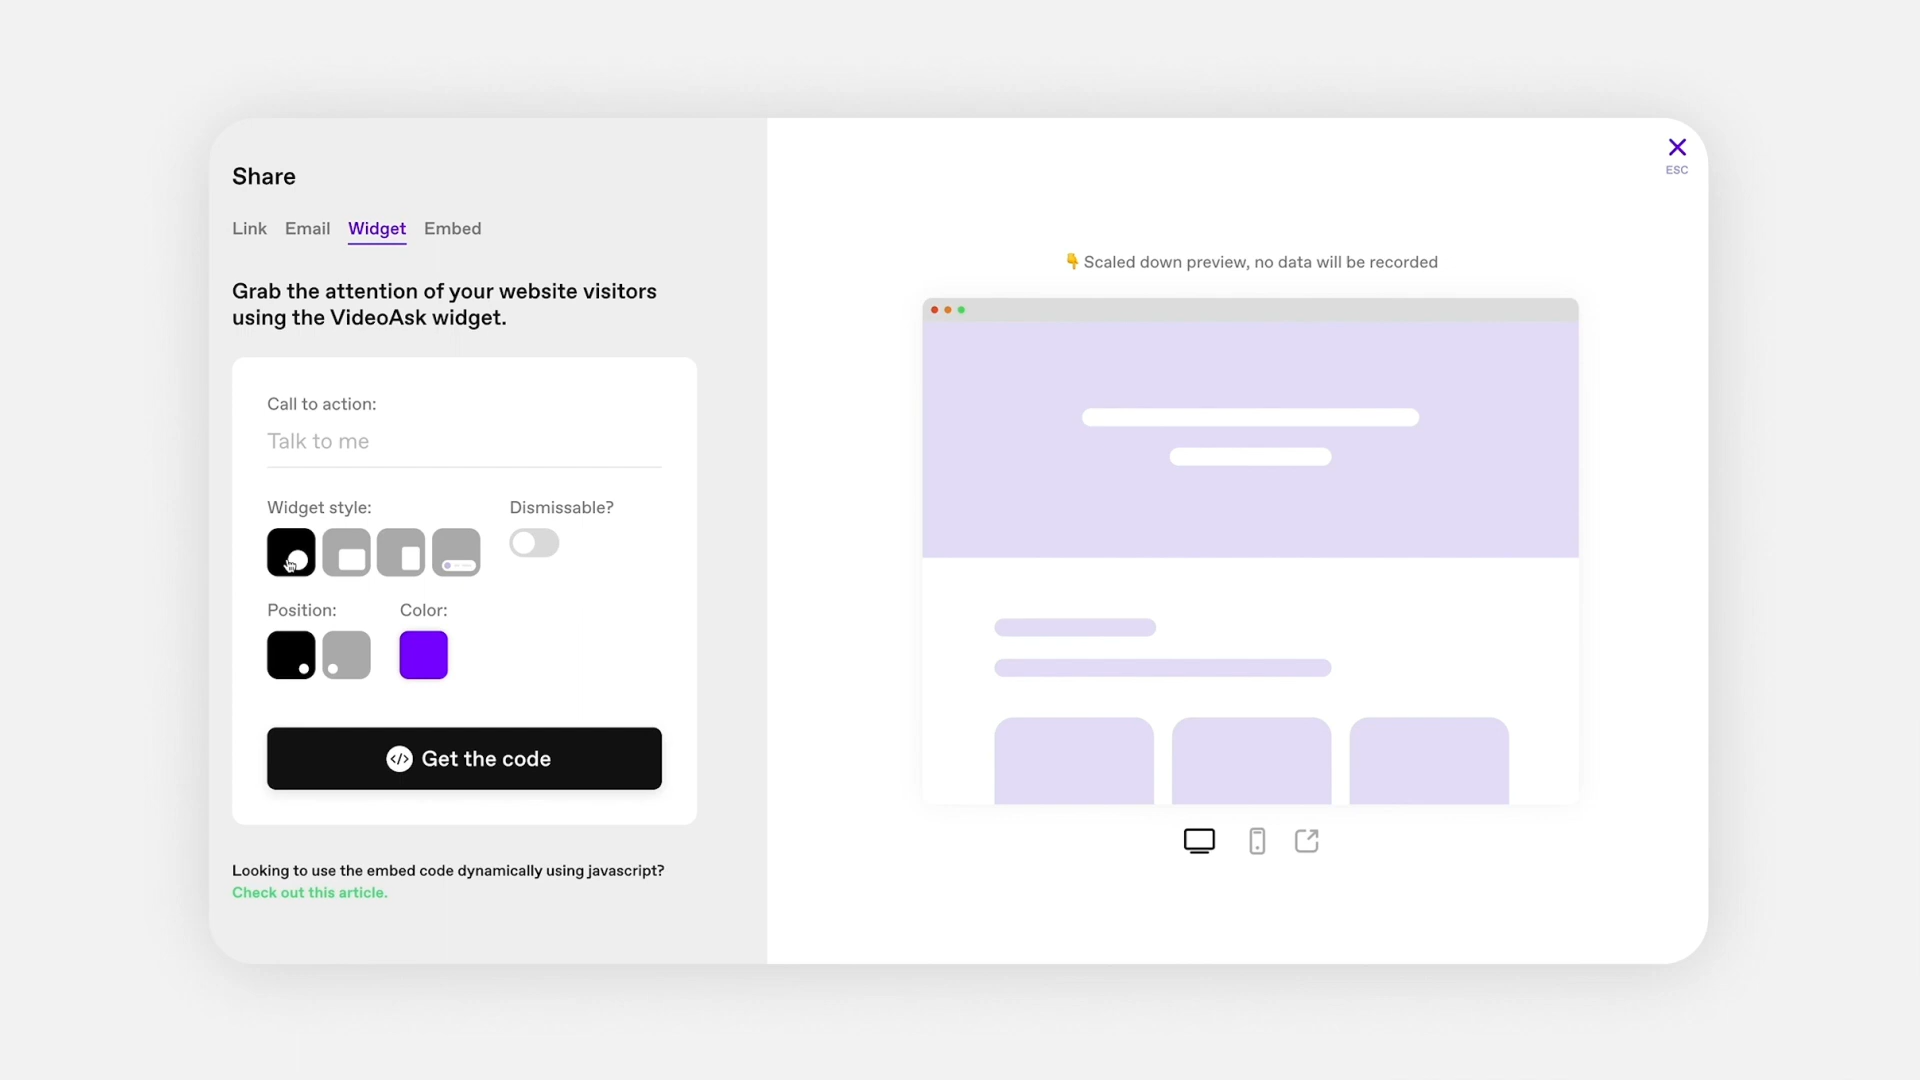 Share
Link Email Widget Embed
Grab the attention of your website visitors
using the VideoAsk widget.
Call to action:
Talk to me
Widget style:
Dismissable?
Position:
Color:
</> Get the code
Looking to use the embed code dynamically using javascript?
Check out this article.
ESC
Scaled down preview, no data will be recorded